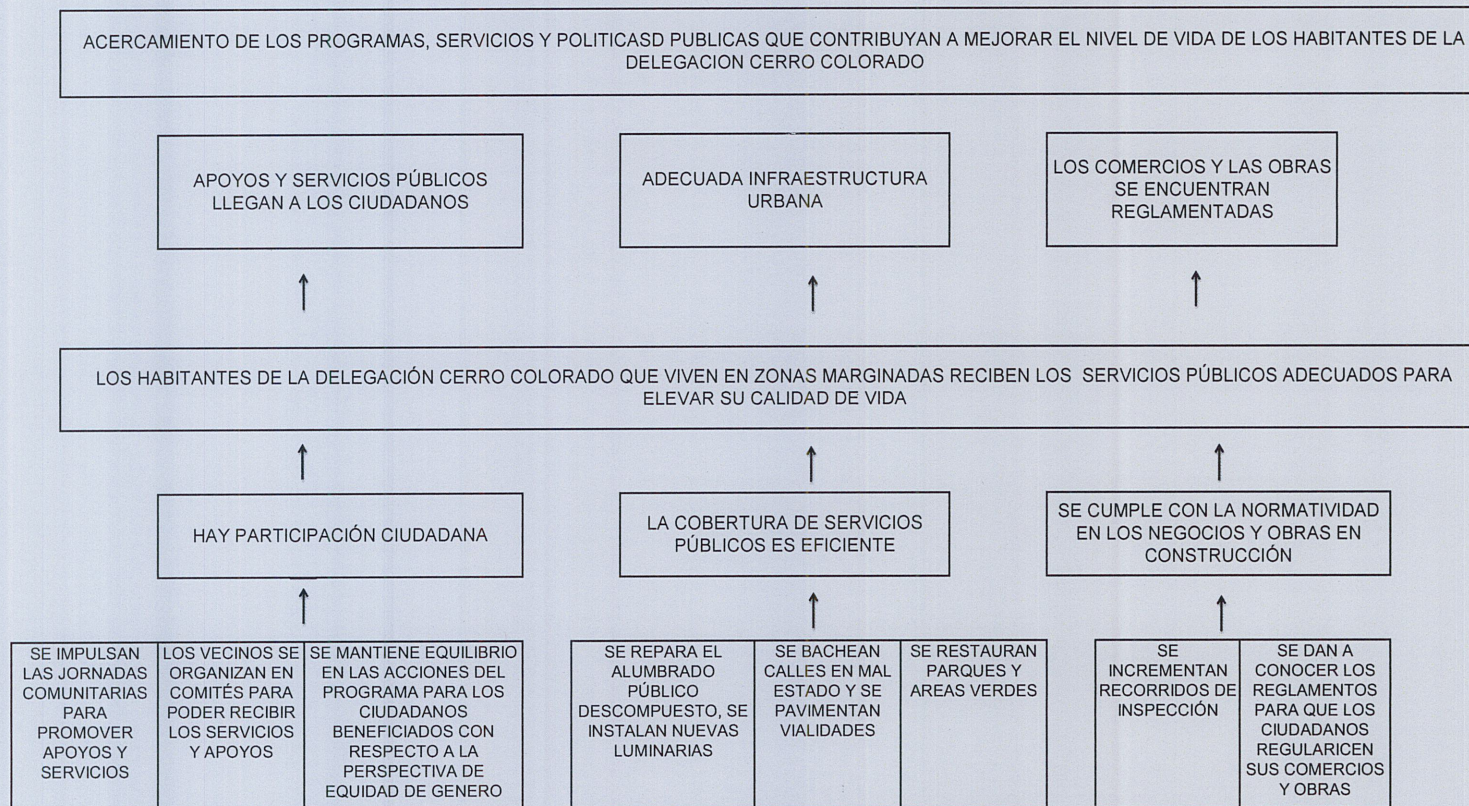 ACERCAMIENTO DE LOS PROGRAMAS, SERVICIOS Y POLITICASD PUBLICAS QUE CONTRIBUYAN A MEJORAR EL NIVEL DE VIDA DE LOS HABITANTES DE LA
DELEGACION CERRO COLORADO
APOYOS Y SERVICIOS PÚBLICOS
LLEGAN A LOS CIUDADANOS
ADECUADA INFRAESTRUCTURA
URBANA
LOS COMERCIOS Y LAS OBRAS
SE ENCUENTRAN
REGLAMENTADAS
LOS HABITANTES DE LA DELEGACIÓN CERRO COLORADO QUE VIVEN EN ZONAS MARGINADAS RECIBEN LOS SERVICIOS PÚBLICOS ADECUADOS PARA
ELEVAR SU CALIDAD DE VIDA
HAY PARTICIPACIÓN CIUDADANA
LA COBERTURA DE SERVICIOS
PÚBLICOS ES EFICIENTE
SE CUMPLE CON LA NORMATIVIDAD
EN LOS NEGOCIOS Y OBRAS EN
CONSTRUCCIÓN
SE IMPULSAN
LAS JORNADAS
COMUNITARIAS
PARA
PROMOVER
APOYOS Y
SERVICIOS
LOS VECINOS SE
ORGANIZAN EN
COMITÉS PARA
PODER RECIBIR
LOS SERVICIOS
Y APOYOS
SE MANTIENE EQUILIBRIO
EN LAS ACCIONES DEL
PROGRAMA PARA LOS
CIUDADANOS
BENEFICIADOS CON
RESPECTO A LA
PERSPECTIVA DE
EQUIDAD DE GENERO
SE REPARA EL
ALUMBRADO
PÚBLICO
DESCOMPUESTO, SE
INSTALAN NUEVAS
LUMINARIAS
SE BACHEAN
CALLES EN MAL
ESTADO Y SE
PAVIMENTAN
VIALIDADES
SE RESTAURAN
PARQUES Y
AREAS VERDES
SE
INCREMENTAN
RECORRIDOS DE
INSPECCIÓN
SE DAN A
CONOCER LOS
REGLAMENTOS
PARA QUE LOS
CIUDADANOS
REGULARICEN
SUS COMERCIOS
Y OBRAS